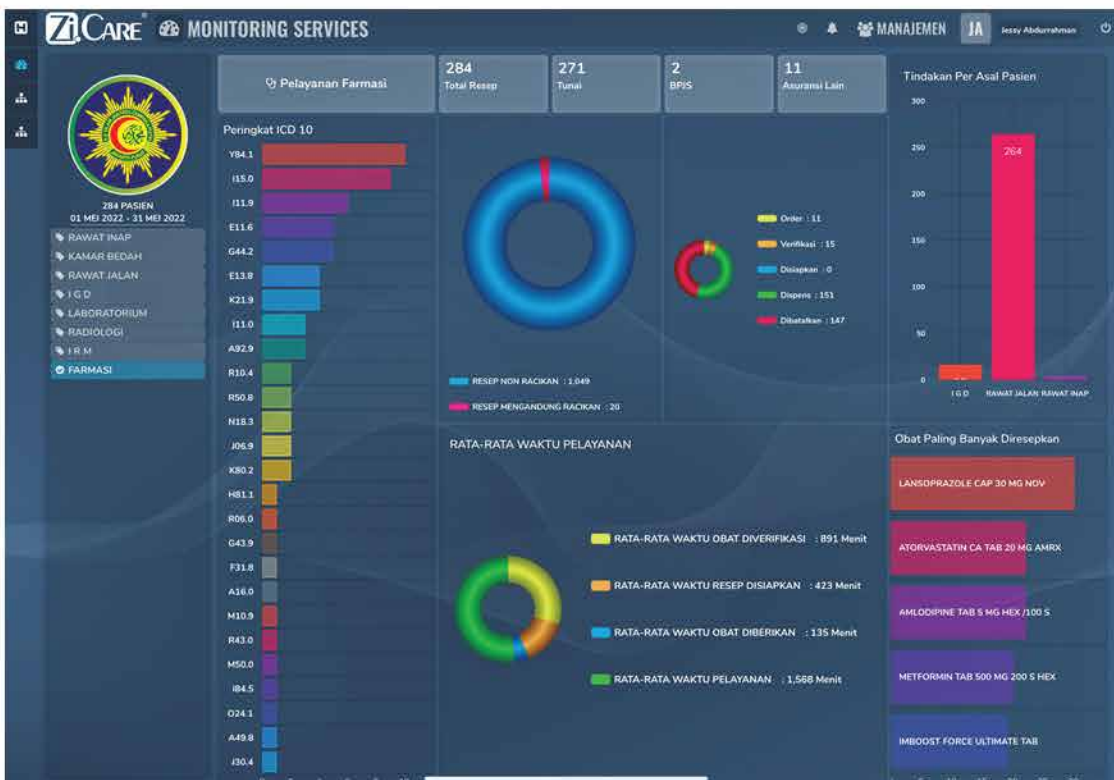 Zi.CARE MONITORING SERVICES
MANAJEMEN
JA
Jessy Abdurrahman
284 PASIEN
01 MEI 2022 - 31 MEI 2022
RAWAT INAP
KAMAR BEDAH
RAWAT JALAN
I G D
LABORATORIUM
RADIOLOGI
I R M
FARMASI
Pelayanan Farmasi
284
Total Resep
271
Tunai
2
BPJS
11
Asuransi Lain
Peringkat ICD 10
Y84.1
I15.0
I11.9
E11.6
G44.2
E13.8
K21.9
I11.0
A92.9
R10.4
R50.8
N18.3
J06.9
K80.2
H81.1
R06.0
G43.9
F31.8
A16.0
M10.9
R43.0
M50.0
I84.5
O24.1
A49.8
J30.4
RESEP NON RACIKAN : 1,049
RESEP MENGANDUNG RACIKAN : 20
Order : 11
Verifikasi : 15
Disiapkan : 0
Dispens : 151
Dibatalkan : 147
RATA-RATA WAKTU PELAYANAN
RATA-RATA WAKTU OBAT DIVERIFIKASI : 891 Menit
RATA-RATA WAKTU RESEP DISIAPKAN : 423 Menit
RATA-RATA WAKTU OBAT DIBERIKAN : 135 Menit
RATA-RATA WAKTU PELAYANAN : 1,568 Menit
Tindakan Per Asal Pasien
300
250
200
150
100
50
0
264
I G D
RAWAT JALAN
RAWAT INAP
Obat Paling Banyak Diresepkan
LANSOPRAZOLE CAP 30 MG NOV
ATORVASTATIN CA TAB 20 MG AMRX
AMLODIPINE TAB 5 MG HEX /100 S
METFORMIN TAB 500 MG 200 S HEX
IMBOOST FORCE ULTIMATE TAB